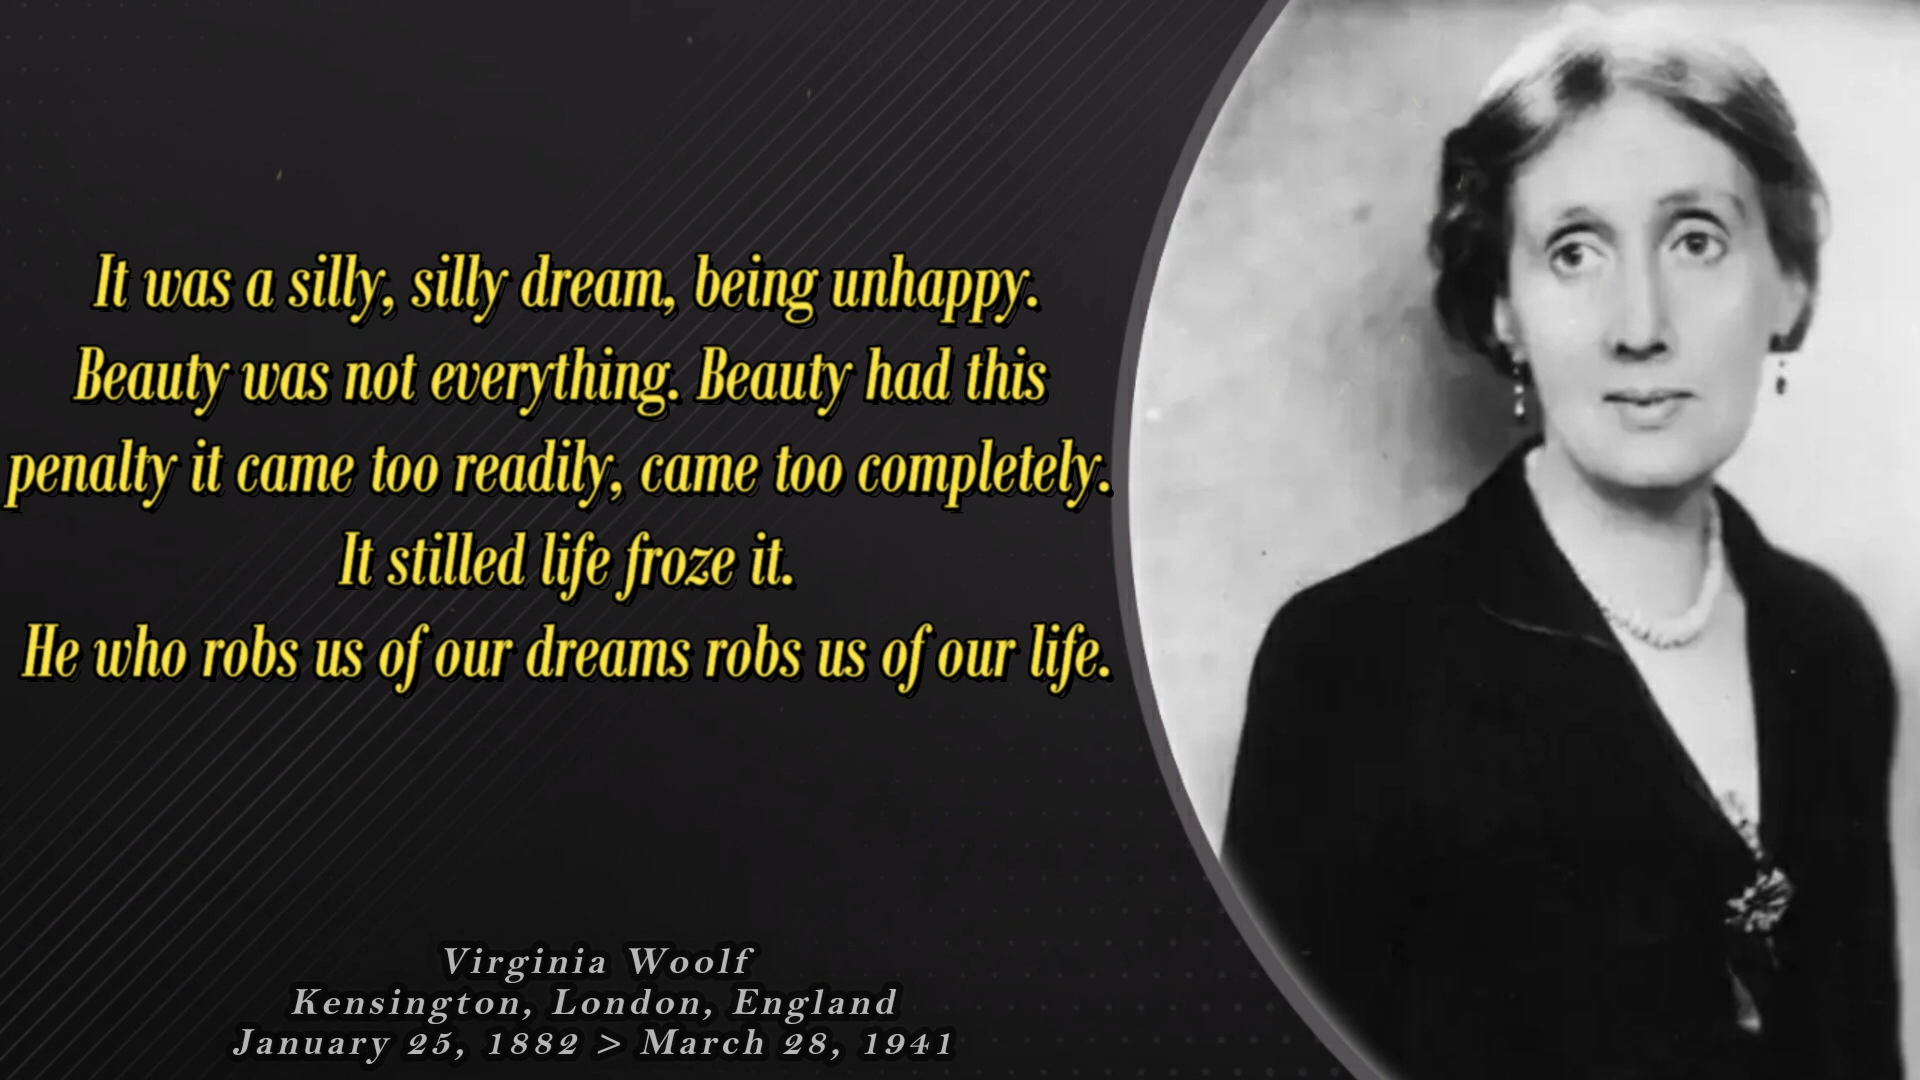 It was a silly, silly dream, being unhappy.
Beauty was not everything. Beauty had this
penalty it came too readily, came too completely.
It stilled life froze it.
He who robs us of our dreams robs us of our life.
Virginia Woolf
Kensington, London, England
January 25, 1882 > March 28, 1941